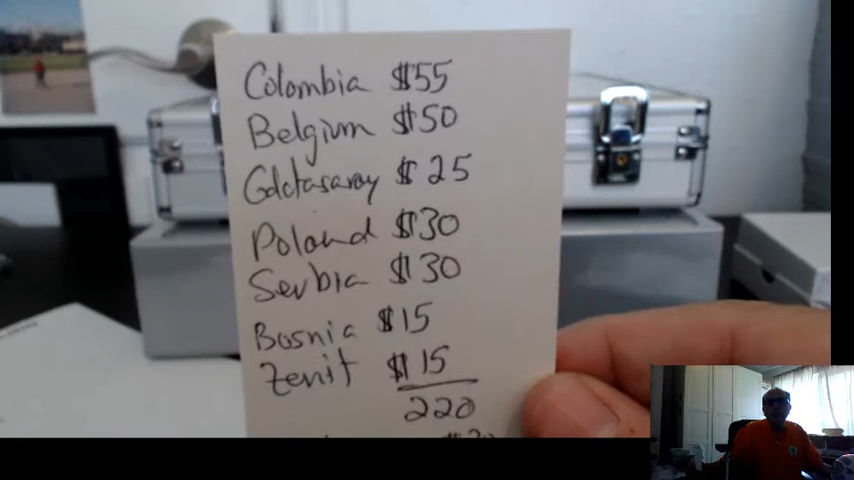 Colombia $55
Belgium $50
Galatasaray $25
Poland $30
Serbia $30
Bosnia $15
Zenit $15
220